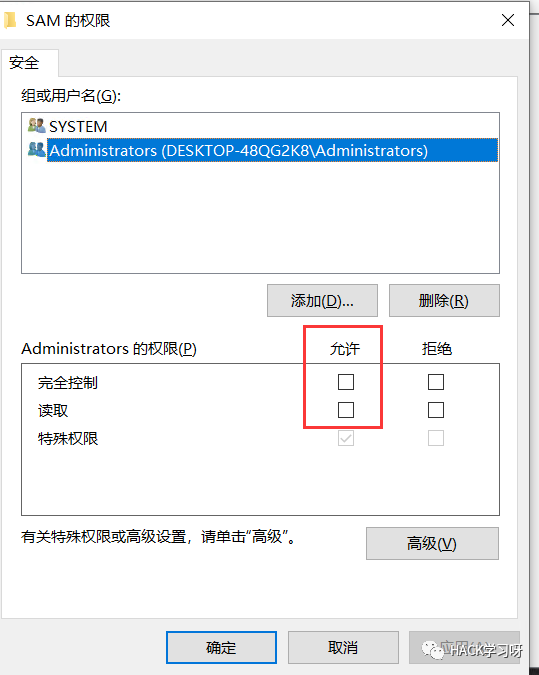 SAM 的权限
安全
组或用户名(G):
SYSTEM
Administrators (DESKTOP-48QG2K8\Administrators)
添加(D)...
删除(R)
Administrators 的权限(P)
允许
拒绝
完全控制
读取
特殊权限
有关特殊权限或高级设置，请单击“高级”。
高级(V)
确定
取消
HACK学习呀